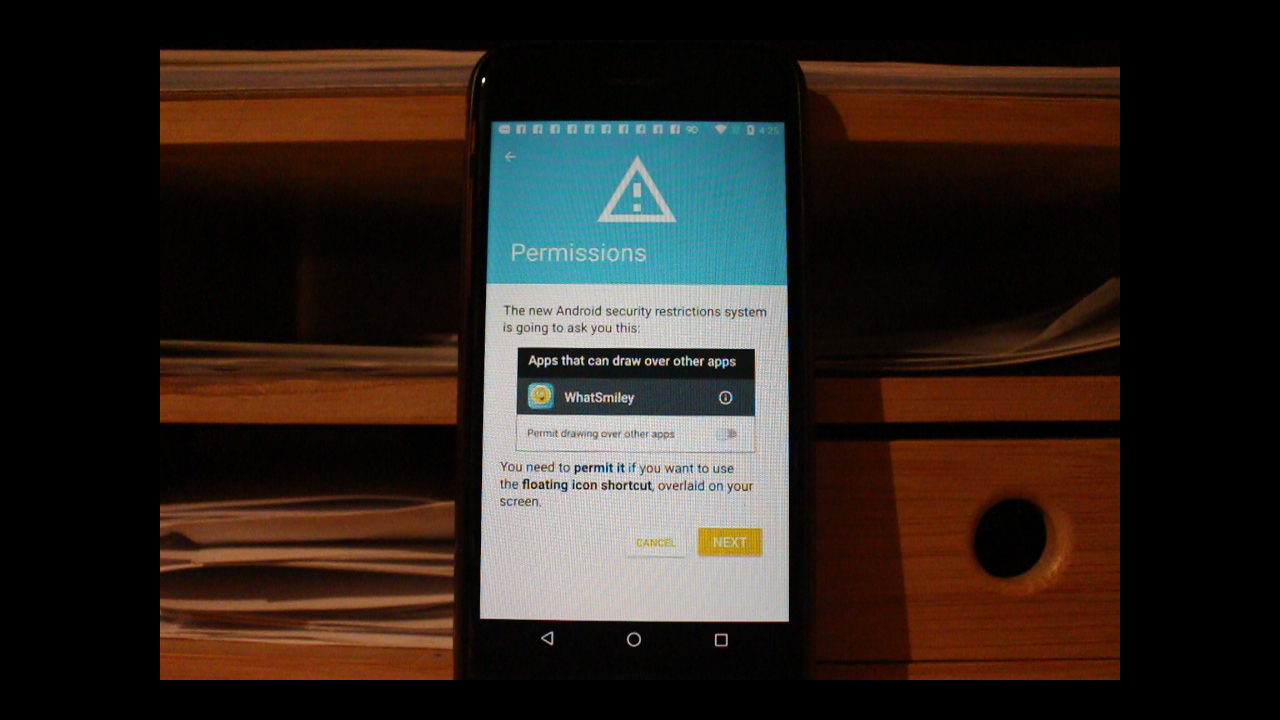 4:25
Permissions
The new Android security restrictions system
is going to ask you this:
Apps that can draw over other apps
WhatSmiley
Permit drawing over other apps
You need to permit it if you want to use
the floating icon shortcut, overlaid on your
screen.
CANCEL NEXT